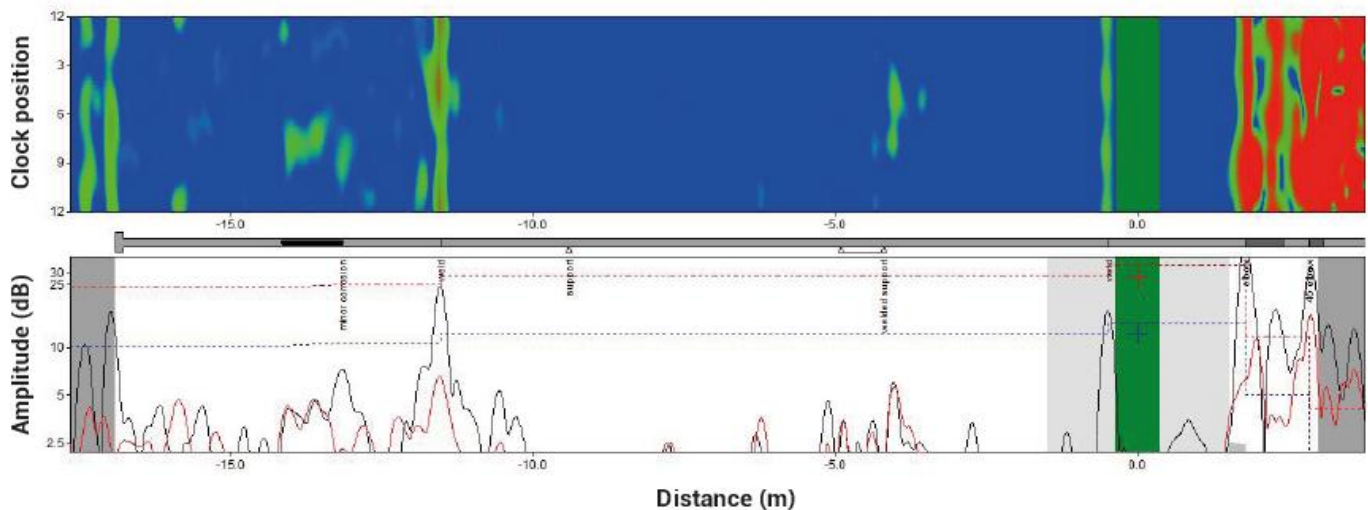 Clock position
12
3
6
9
12
-15.0
-10.0
-5.0
0.0
Amplitude (dB)
30
25
10
5
2.5
minor corrosion
weld
support
welded support
weld
elbow
45 elbow
-15.0
-10.0
-5.0
0.0
Distance (m)